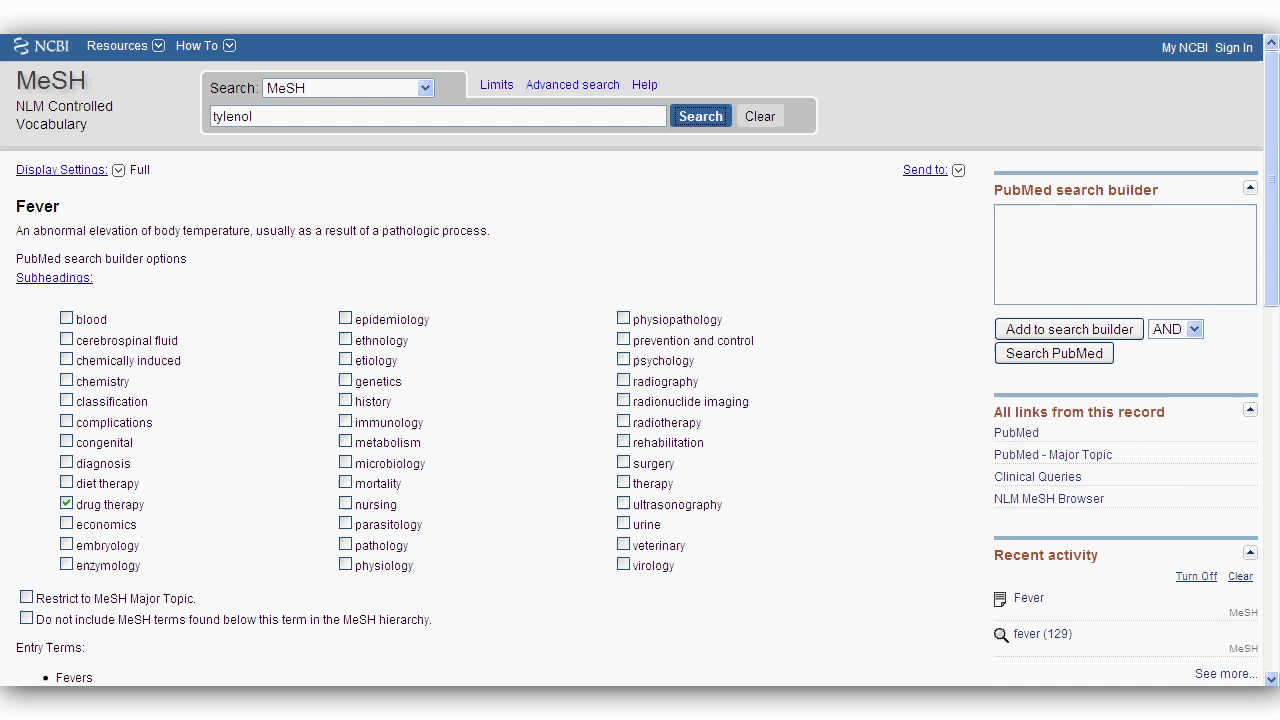 NCBI Resources How To My NCBI Sign In
MeSH
NLM Controlled
Vocabulary
Search: MeSH Limits Advanced search Help
tylenol Search Clear
Display Settings: Full Send to:
Fever
An abnormal elevation of body temperature, usually as a result of a pathologic process.
PubMed search builder options
Subheadings:
blood epidemiology physiopathology
cerebrospinal fluid ethnology prevention and control
chemically induced etiology psychology
chemistry genetics radiography
classification history radionuclide imaging
complications immunology radiotherapy
congenital metabolism rehabilitation
diagnosis microbiology surgery
diet therapy mortality therapy
drug therapy nursing ultrasonography
economics parasitology urine
embryology pathology veterinary
enzymology physiology virology
Restrict to MeSH Major Topic.
Do not include MeSH terms found below this term in the MeSH hierarchy.
Entry Terms:
Fevers
PubMed search builder
Add to search builder AND
Search PubMed
All links from this record
PubMed
PubMed - Major Topic
Clinical Queries
NLM MeSH Browser
Recent activity
Turn Off Clear
Fever
MeSH
fever (129)
MeSH
See more...